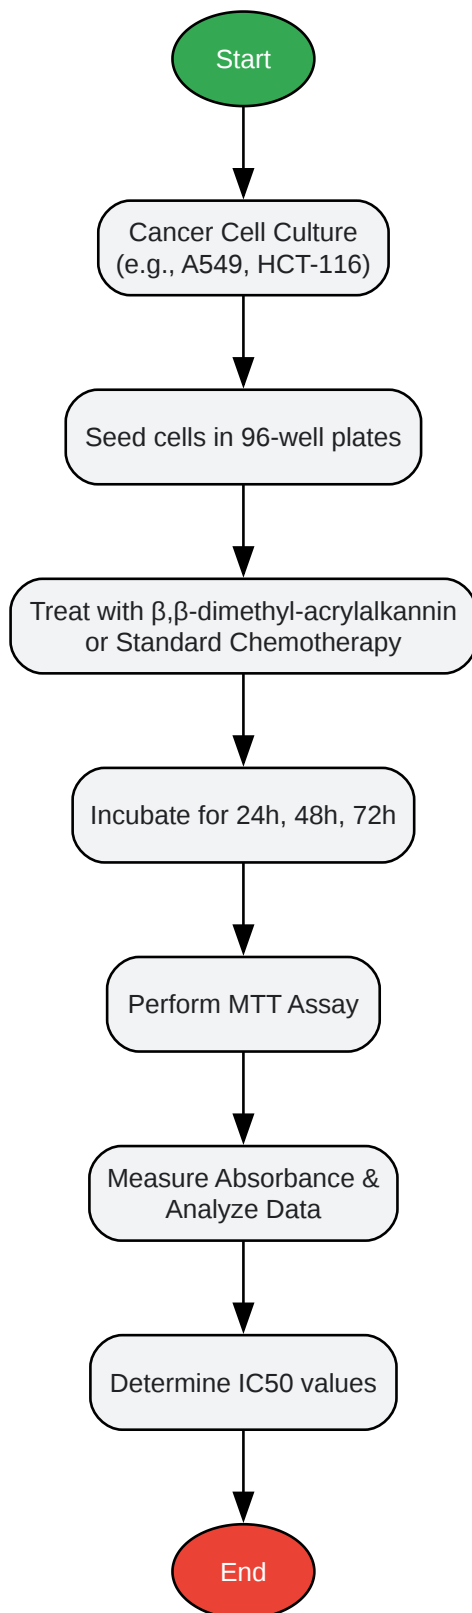 Start
Cancer Cell Culture
(e.g., A549, HCT-116)
Seed cells in 96-well plates
Treat with β,β-dimethyl-acrylalkannin
or Standard Chemotherapy
Incubate for 24h, 48h, 72h
Perform MTT Assay
Measure Absorbance &
Analyze Data
Determine IC50 values
End